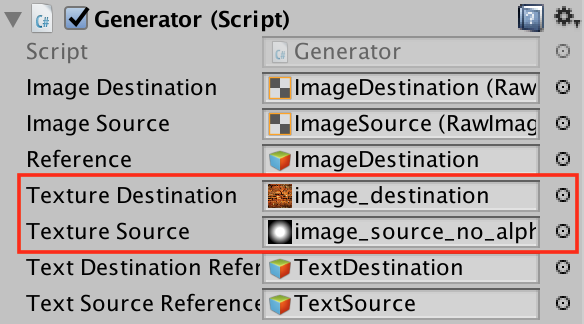 Generator (Script)
Script Generator
Image Destination ImageDestination (Raw
Image Source ImageSource (RawImag
Reference ImageDestination
Texture Destination image_destination
Texture Source image_source_no_alph
Text Destination Refer TextDestination
Text Source Reference TextSource